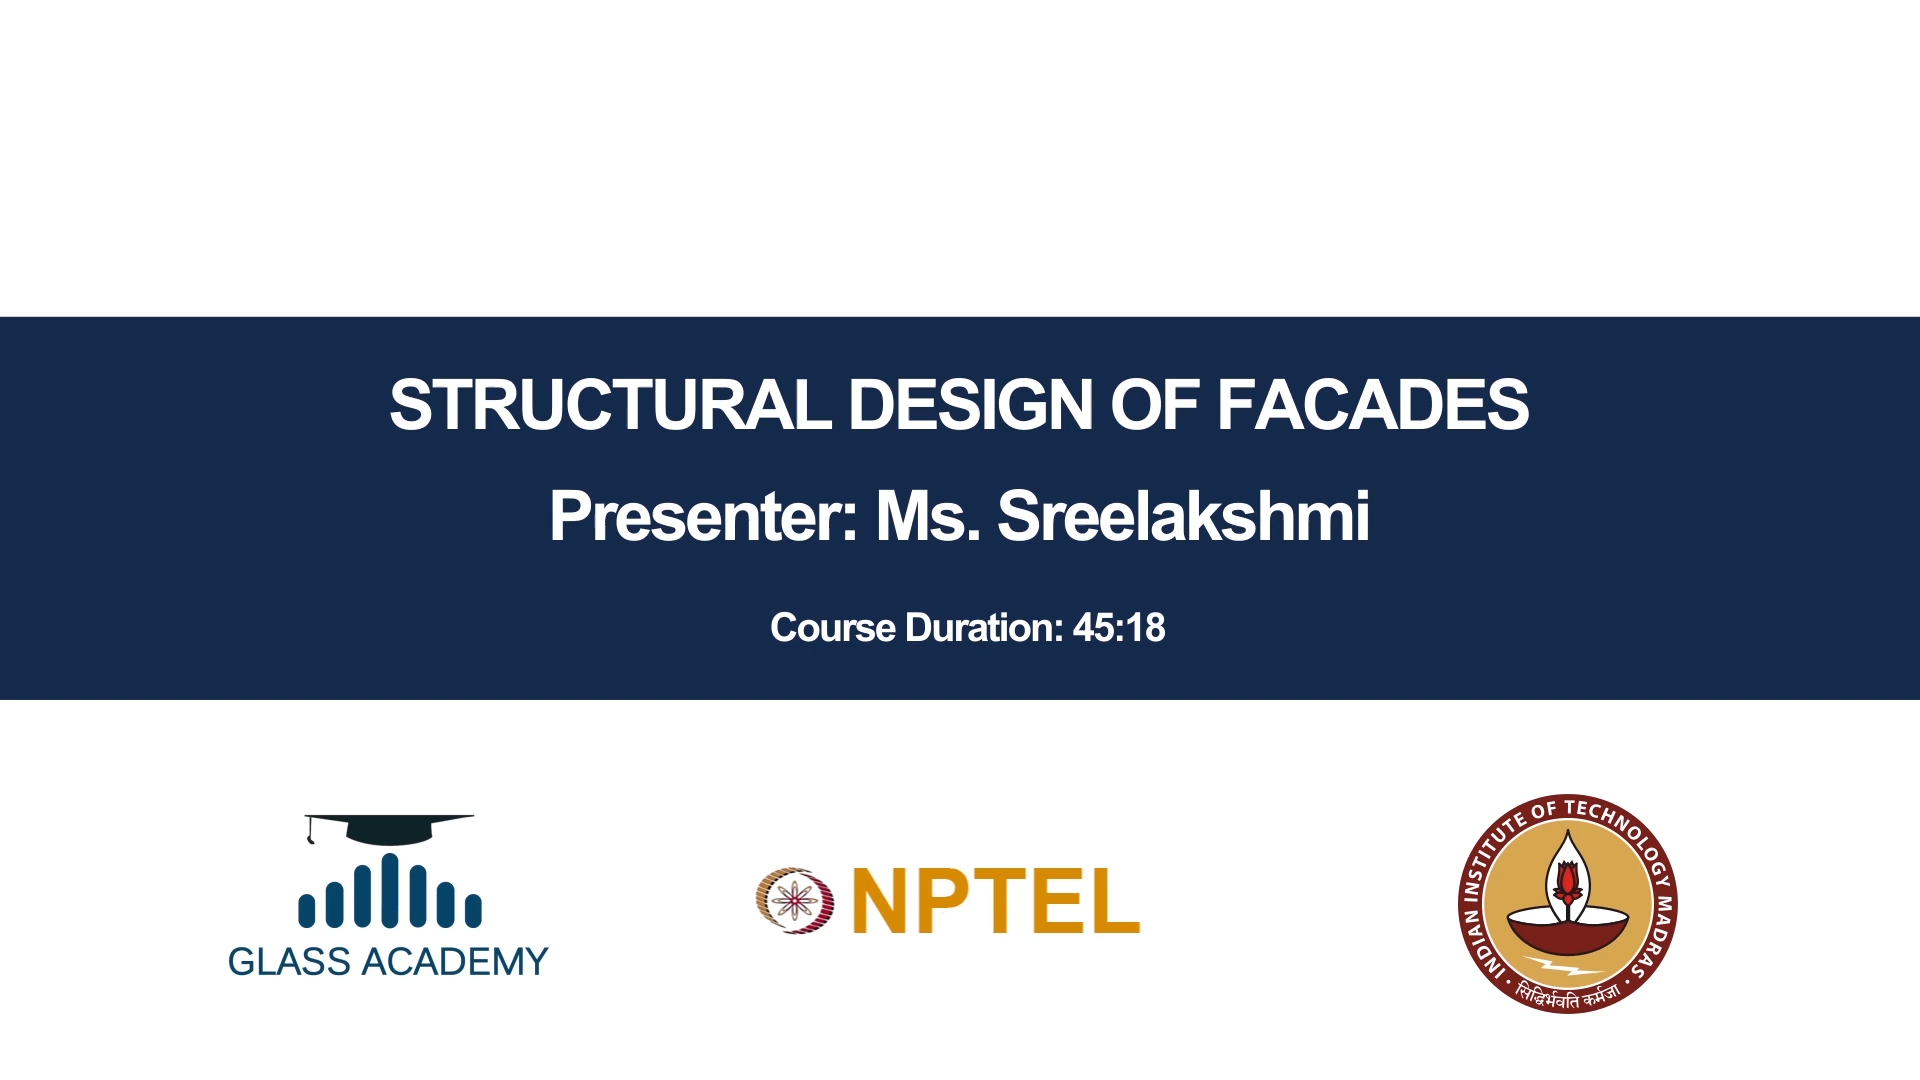 STRUCTURAL DESIGN OF FACADES
Presenter: Ms. Sreelakshmi
Course Duration: 45:18
GLASS ACADEMY
NPTEL
INDIAN INSTITUTE OF TECHNOLOGY MADRAS
सिद्धिर्भवति कर्मजा